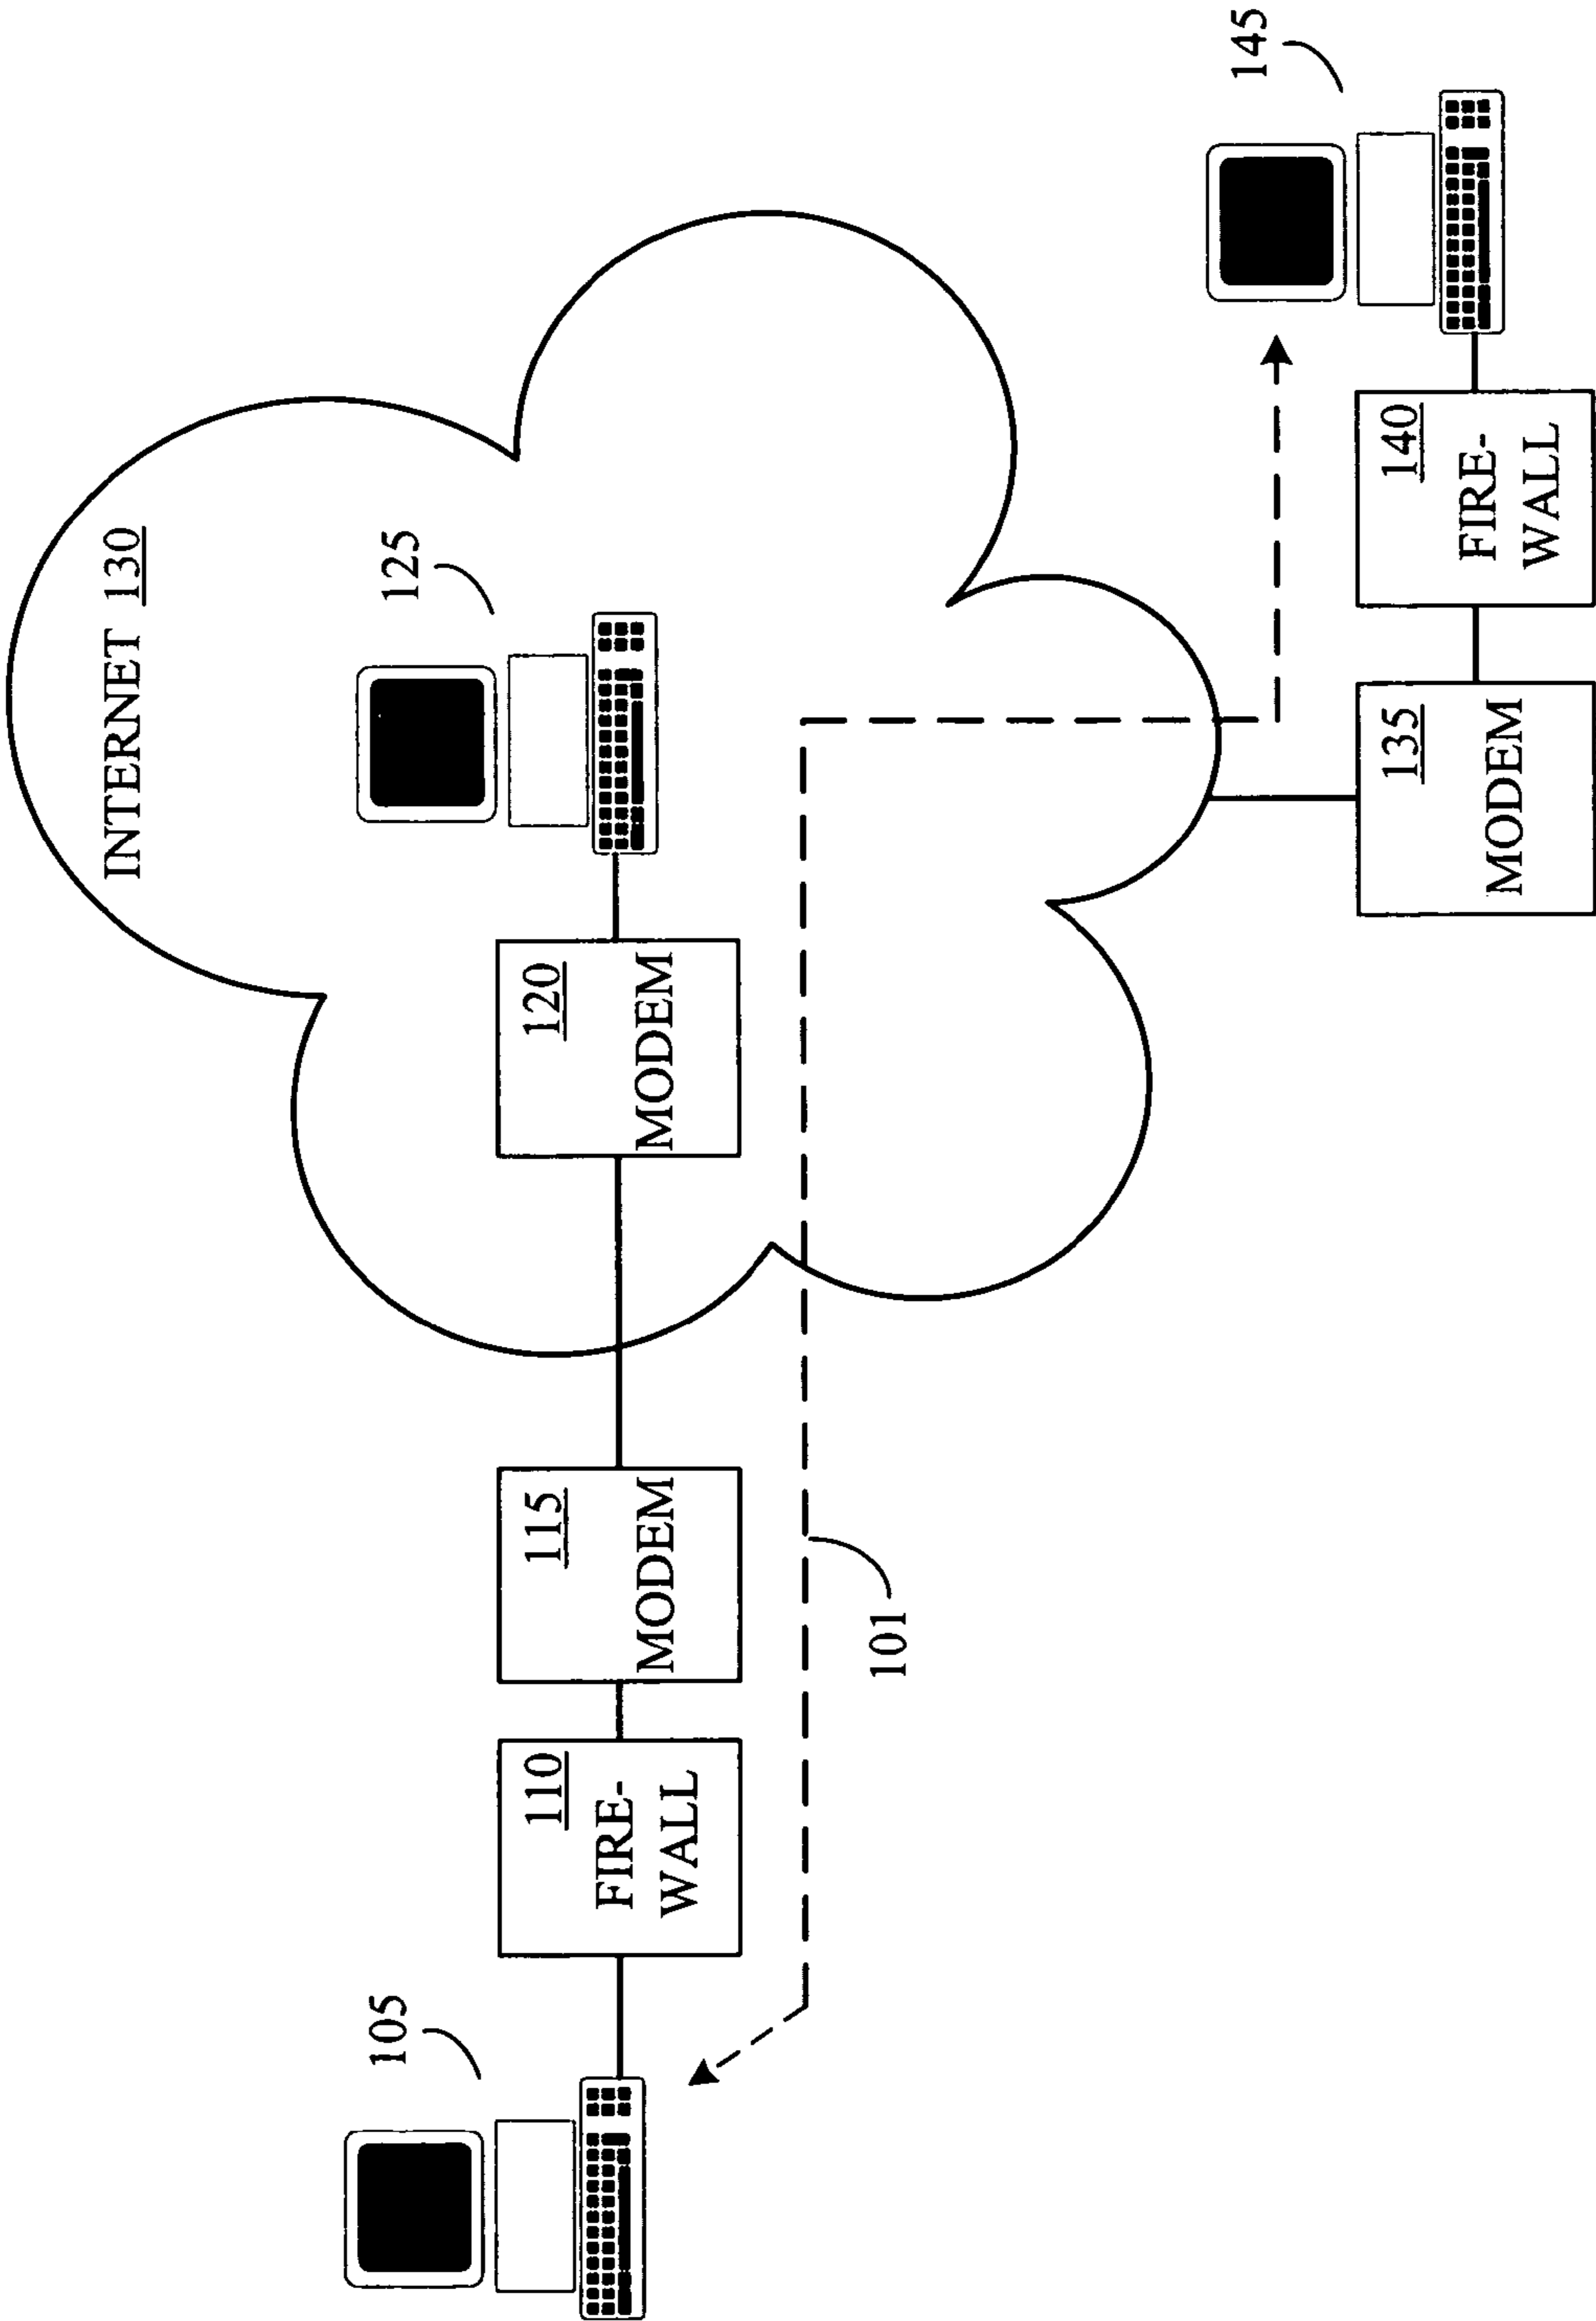 INTERNET 130
125
105
145
110
FIRE-
WALL
115
MODEM
120
MODEM
101
135
MODEM
140
FIRE-
WALL